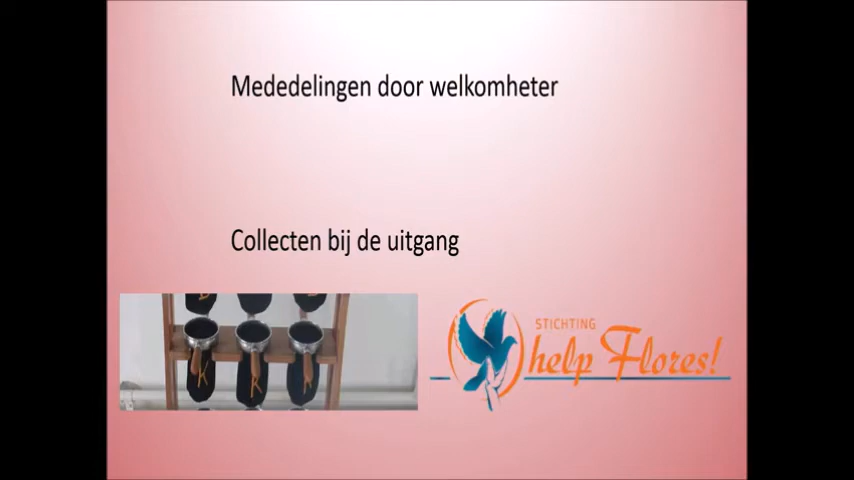 Mededelingen door welkomheter
Collecten bij de uitgang
STICHTING
help Flores!
K